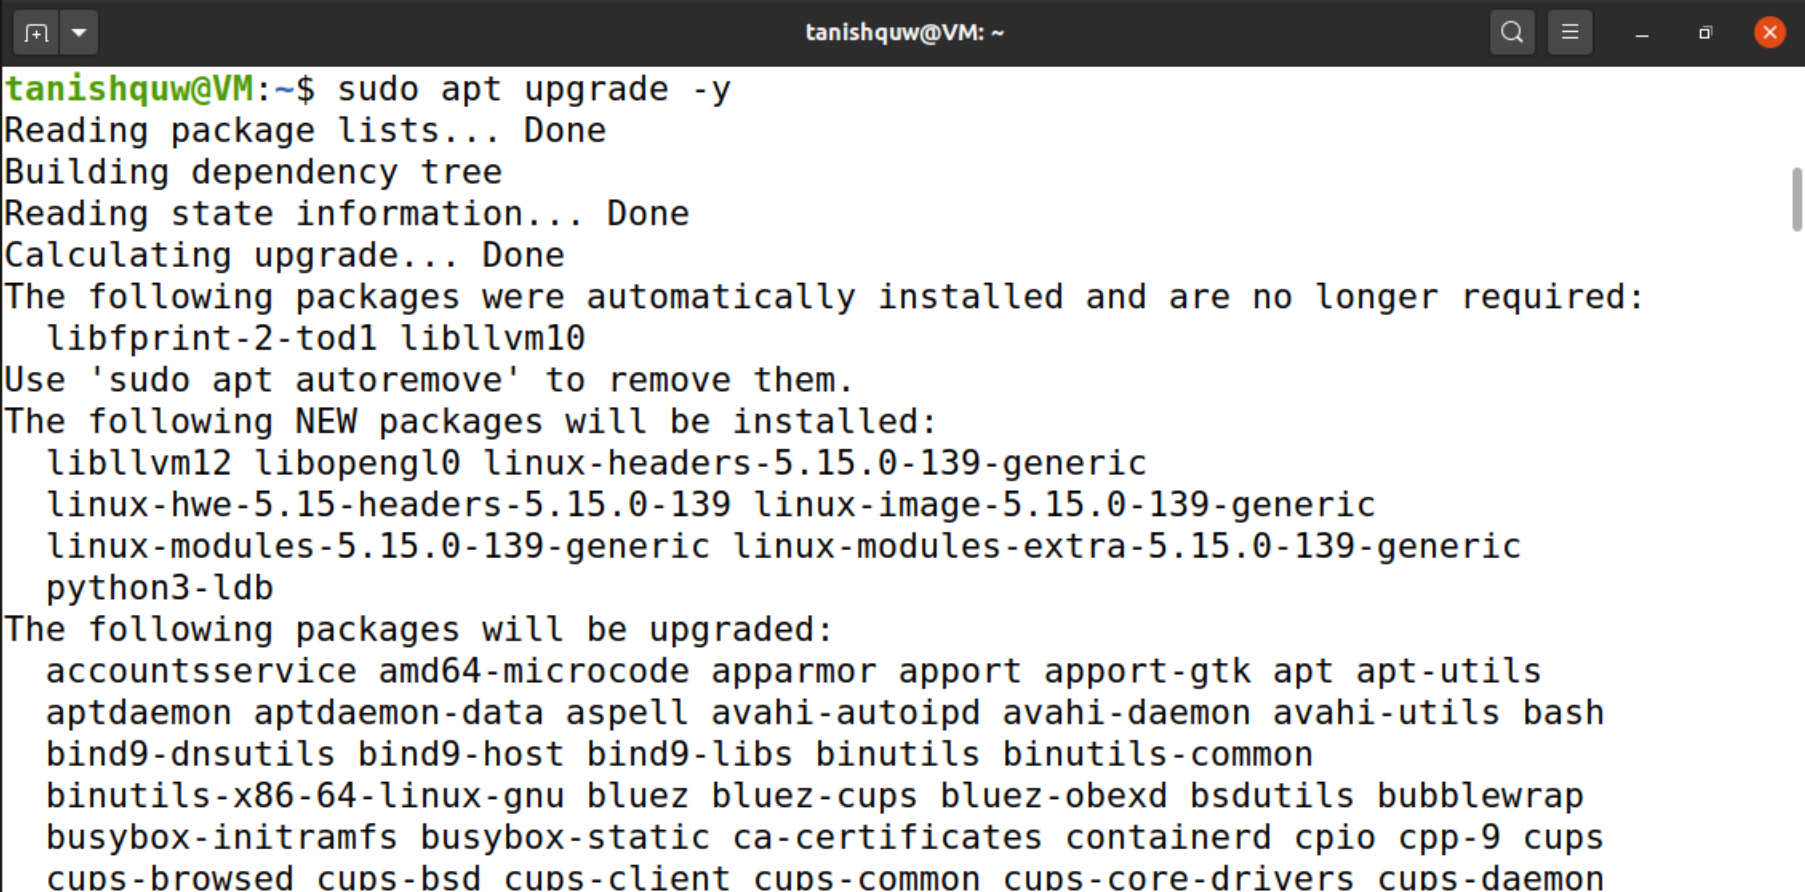 tanishquw@VM: ~
tanishquw@VM:~$ sudo apt upgrade -y
Reading package lists... Done
Building dependency tree
Reading state information... Done
Calculating upgrade... Done
The following packages were automatically installed and are no longer required:
  libfprint-2-tod1 libllvm10
Use 'sudo apt autoremove' to remove them.
The following NEW packages will be installed:
  libllvm12 libopengl0 linux-headers-5.15.0-139-generic
  linux-hwe-5.15-headers-5.15.0-139 linux-image-5.15.0-139-generic
  linux-modules-5.15.0-139-generic linux-modules-extra-5.15.0-139-generic
  python3-ldb
The following packages will be upgraded:
  accountsservice amd64-microcode apparmor apport apport-gtk apt apt-utils
  aptdaemon aptdaemon-data aspell avahi-autoipd avahi-daemon avahi-utils bash
  bind9-dnsutils bind9-host bind9-libs binutils binutils-common
  binutils-x86-64-linux-gnu bluez bluez-cups bluez-obexd bsdutils bubblewrap
  busybox-initramfs busybox-static ca-certificates containerd cpio cpp-9 cups
  cups-browsed cups-bsd cups-client cups-common cups-core-drivers cups-daemon